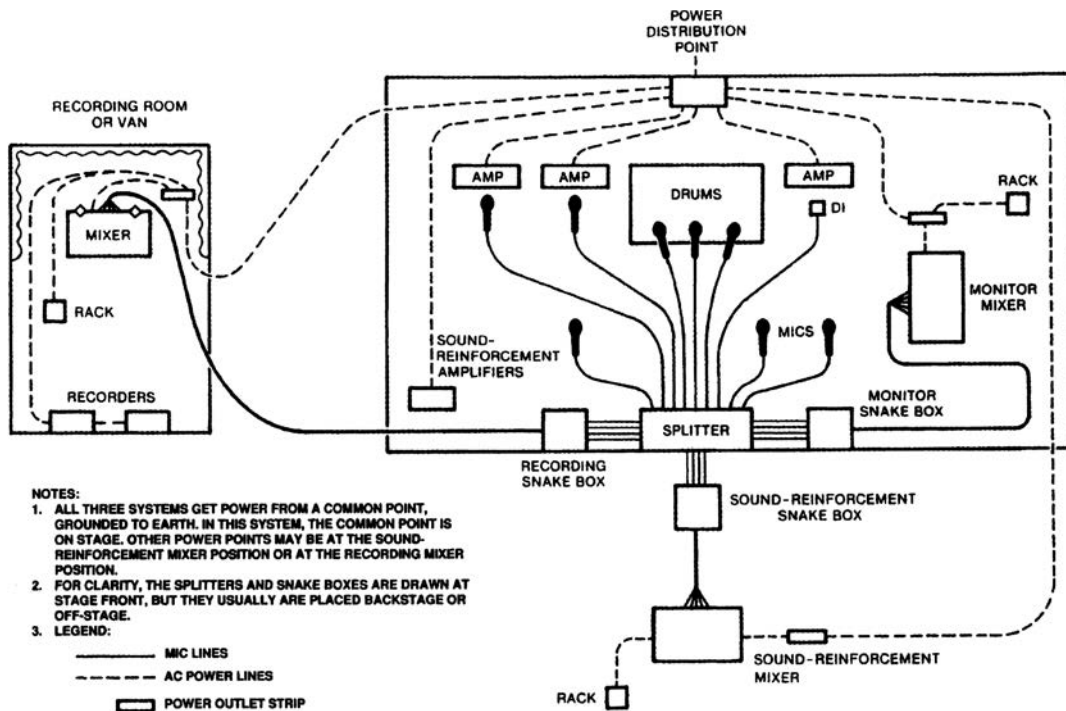 POWER
DISTRIBUTION
POINT
RECORDING ROOM
OR VAN
MIXER
RACK
RECORDERS
AMP
AMP
DRUMS
AMP
DI
RACK
MONITOR
MIXER
MICS
SOUND-
REINFORCEMENT
AMPLIFIERS
MONITOR
SNAKE BOX
SPLITTER
RECORDING
SNAKE BOX
SOUND-REINFORCEMENT
SNAKE BOX
SOUND-REINFORCEMENT
MIXER
RACK
NOTES:
1. ALL THREE SYSTEMS GET POWER FROM A COMMON POINT,
GROUNDED TO EARTH. IN THIS SYSTEM, THE COMMON POINT IS
ON STAGE. OTHER POWER POINTS MAY BE AT THE SOUND-
REINFORCEMENT MIXER POSITION OR AT THE RECORDING MIXER
POSITION.
2. FOR CLARITY, THE SPLITTERS AND SNAKE BOXES ARE DRAWN AT
STAGE FRONT, BUT THEY USUALLY ARE PLACED BACKSTAGE OR
OFF-STAGE.
3. LEGEND:
MIC LINES
AC POWER LINES
POWER OUTLET STRIP